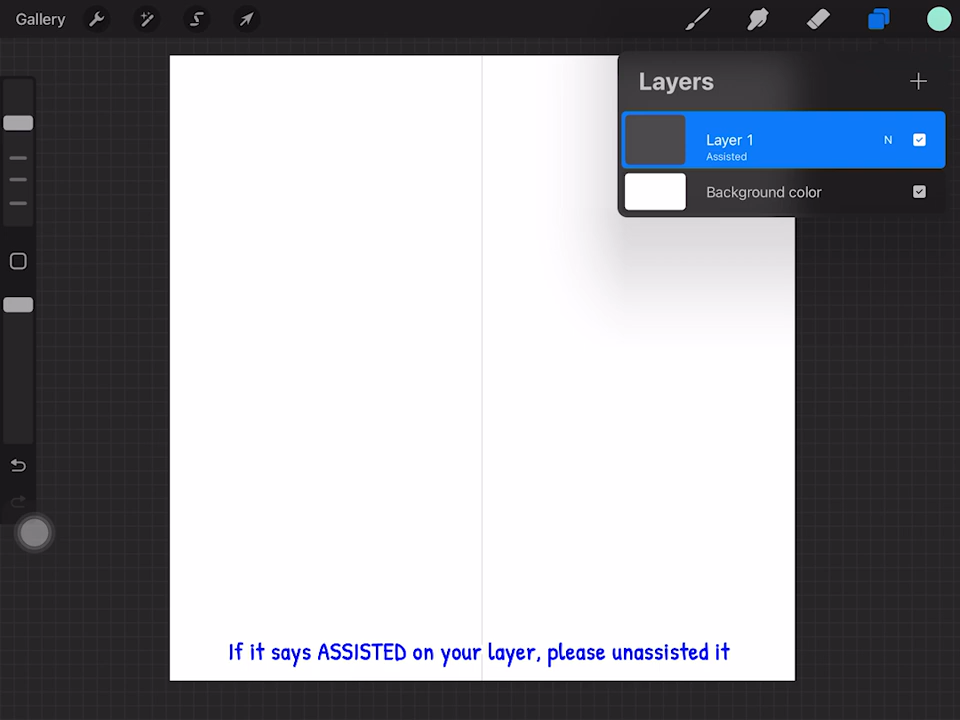 Gallery
Layers
Layer 1
N
Assisted
Background color
If it says ASSISTED on your layer, please unassisted it